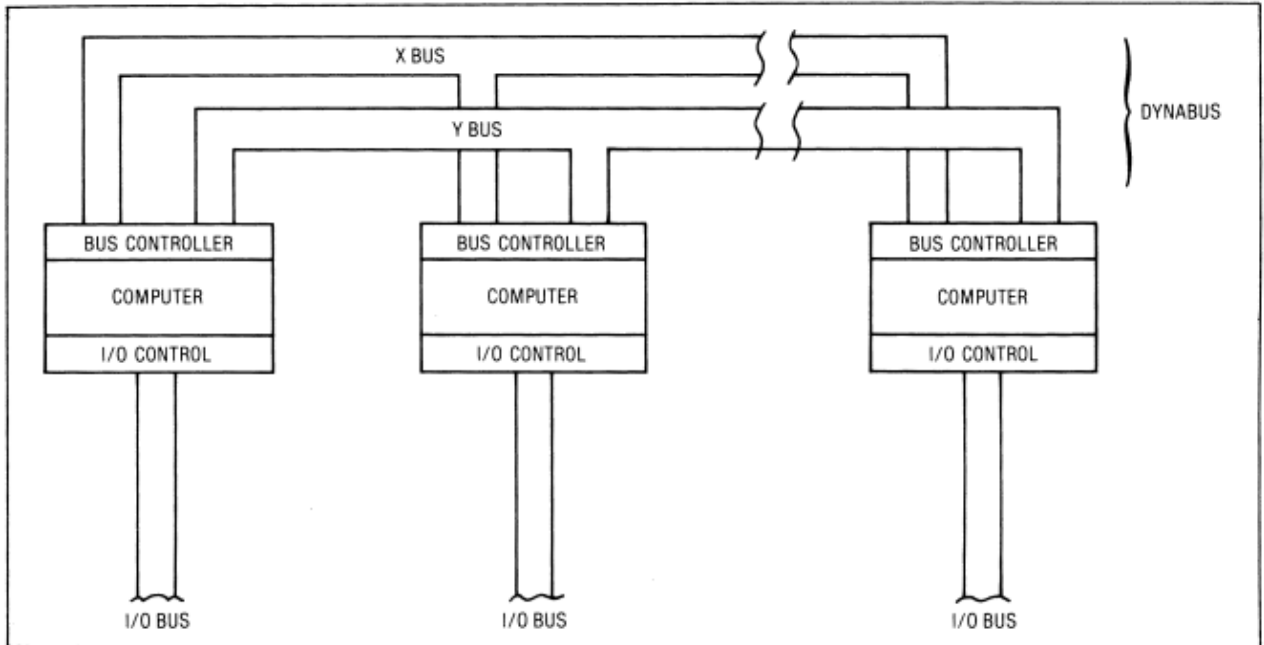 X BUS
Y BUS
DYNABUS
BUS CONTROLLER
COMPUTER
I/O CONTROL
I/O BUS
BUS CONTROLLER
COMPUTER
I/O CONTROL
I/O BUS
BUS CONTROLLER
COMPUTER
I/O CONTROL
I/O BUS